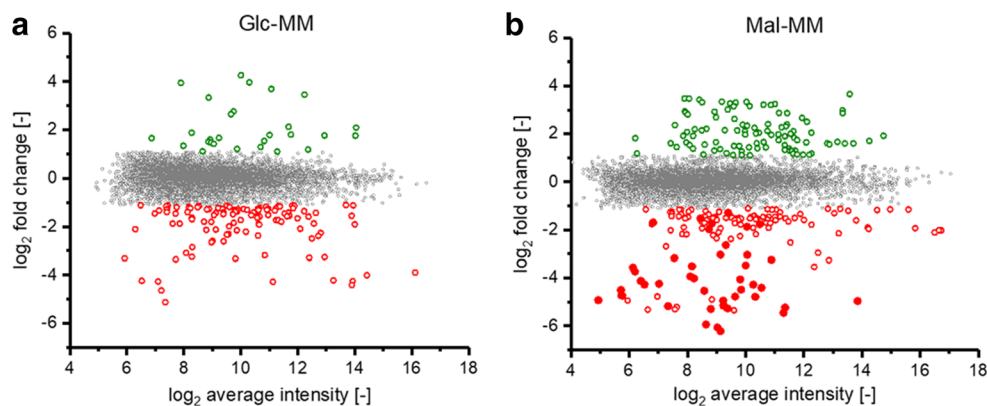 a
Glc-MM
6
4
2
0
-2
-4
-6
4 6 8 10 12 14 16 18
log2 fold change [-]
log2 average intensity [-]
b
Mal-MM
6
4
2
0
-2
-4
-6
4 6 8 10 12 14 16 18
log2 fold change [-]
log2 average intensity [-]